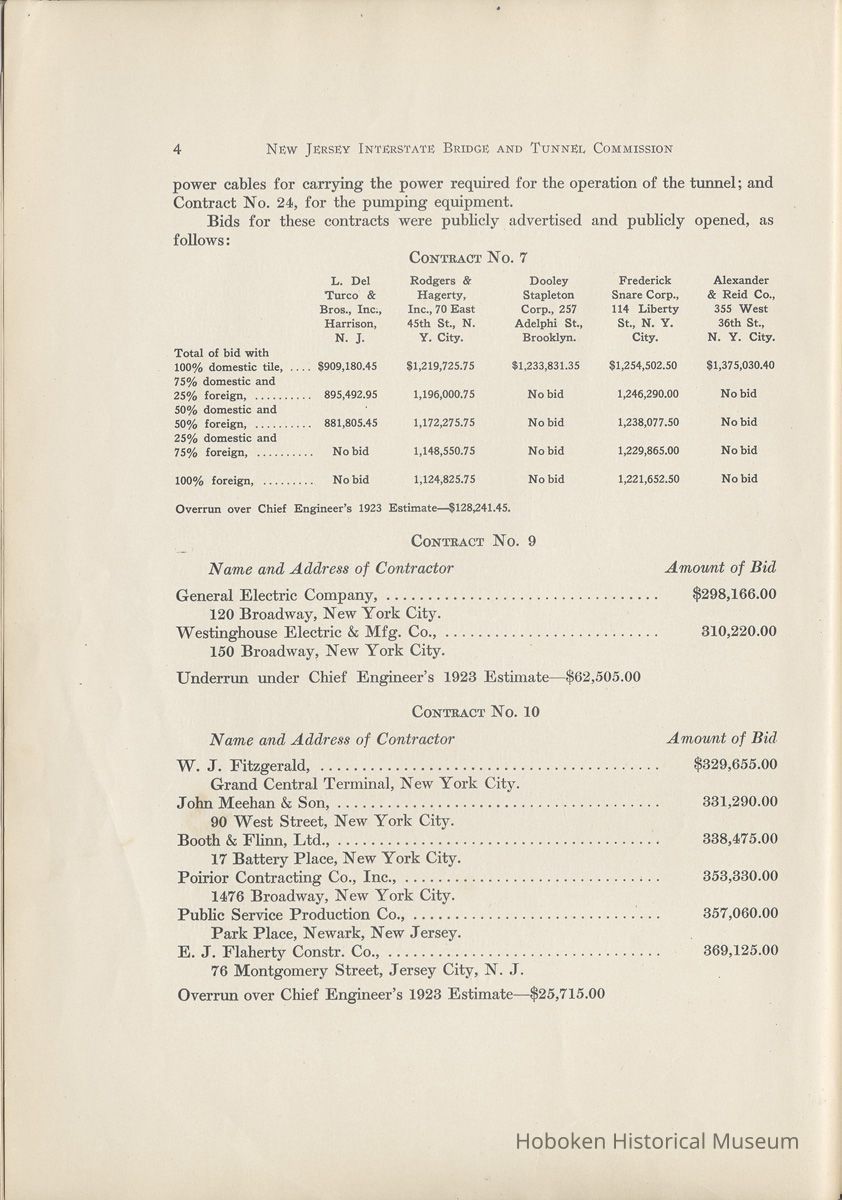 4 New Jersey Interstate Bridge and Tunnel Commission
power cables for carrying the power required for the operation of the tunnel; and
Contract No. 24, for the pumping equipment.
Bids for these contracts were publicly advertised and publicly opened, as
follows:
Contract No. 7
L. Del Rodgers & Dooley Frederick Alexander
Turco & Hagerty, Stapleton Snare Corp., & Reid Co.,
Bros., Inc., Inc., 70 East Corp., 257 114 Liberty 355 West
Harrison, 45th St., N. Adelphi St., St., N. Y. 36th St.,
N. J. Y. City. Brooklyn. City. N. Y. City.
Total of bid with
100% domestic tile, .... $909,180.45 $1,219,725.75 $1,233,831.35 $1,254,502.50 $1,375,030.40
75% domestic and
25% foreign, .......... 895,492.95 1,196,000.75 No bid 1,246,290.00 No bid
50% domestic and
50% foreign, .......... 881,805.45 1,172,275.75 No bid 1,238,077.50 No bid
25% domestic and
75% foreign, .......... No bid 1,148,550.75 No bid 1,229,865.00 No bid
100% foreign, ......... No bid 1,124,825.75 No bid 1,221,652.50 No bid
Overrun over Chief Engineer's 1923 Estimate—$128,241.45.
Contract No. 9
Name and Address of Contractor Amount of Bid
General Electric Company, ................................. $298,166.00
120 Broadway, New York City.
Westinghouse Electric & Mfg. Co., .......................... 310,220.00
150 Broadway, New York City.
Underrun under Chief Engineer's 1923 Estimate—$62,505.00
Contract No. 10
Name and Address of Contractor Amount of Bid
W. J. Fitzgerald, ......................................... $329,655.00
Grand Central Terminal, New York City.
John Meehan & Son, ....................................... 331,290.00
90 West Street, New York City.
Booth & Flinn, Ltd., ....................................... 338,475.00
17 Battery Place, New York City.
Poirior Contracting Co., Inc., ............................... 353,330.00
1476 Broadway, New York City.
Public Service Production Co., .............................. 357,060.00
Park Place, Newark, New Jersey.
E. J. Flaherty Constr. Co., ................................. 369,125.00
76 Montgomery Street, Jersey City, N. J.
Overrun over Chief Engineer's 1923 Estimate—$25,715.00
Hoboken Historical Museum